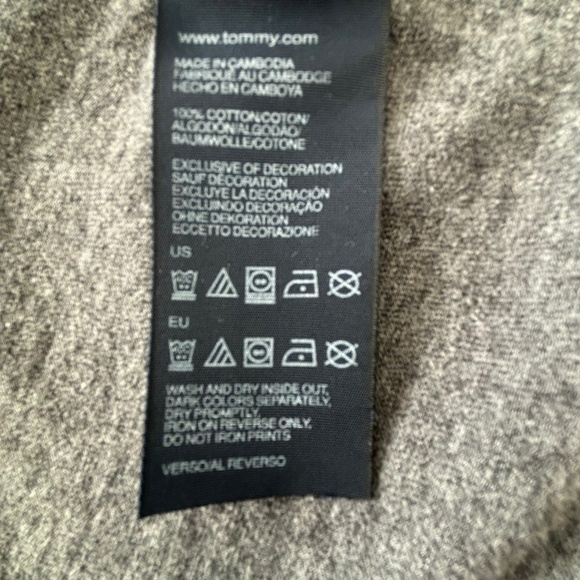 www.tommy.com
MADE IN CAMBODIA
FABRIQUÉ AU CAMBODGE
HECHO EN CAMBOYA
100% COTTON/COTON/
ALGODÓN/ALGODÃO/
BAUMWOLLE/COTONE
EXCLUSIVE OF DECORATION
SAUF DÉCORATION
EXCLUYE LA DECORACIÓN
EXCLUINDO DECORAÇÃO
OHNE DEKORATION
ECCETTO DECORAZIONE
US
EU
WASH AND DRY INSIDE OUT,
DARK COLORS SEPARATELY,
DRY PROMPTLY,
IRON ON REVERSE ONLY,
DO NOT IRON PRINTS
VERSO/AL REVERSO